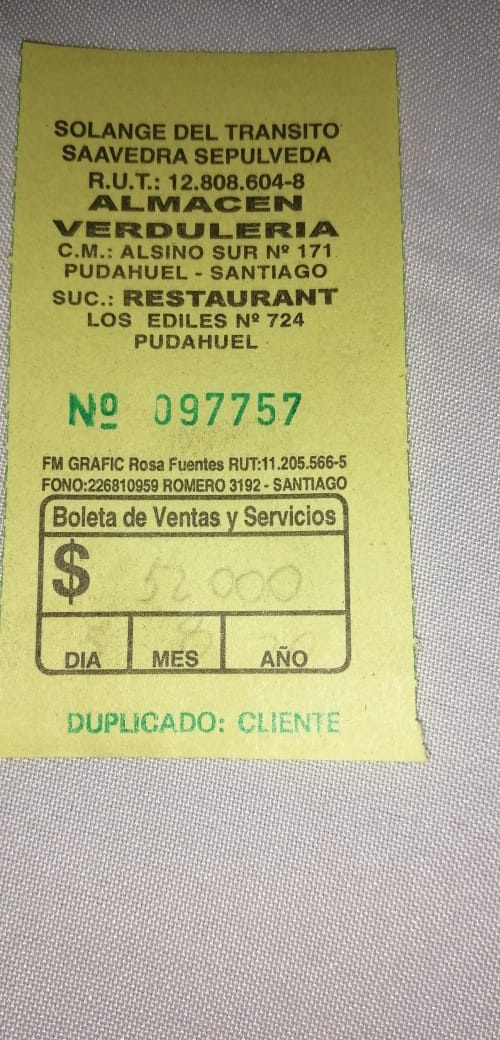 SOLANGE DEL TRANSITO
SAAVEDRA SEPULVEDA
R.U.T.: 12.808.604-8
ALMACEN
VERDULERIA
C.M.: ALSINO SUR Nº 171
PUDAHUEL - SANTIAGO
SUC.: RESTAURANT
LOS EDILES Nº 724
PUDAHUEL
Nº 097757
FM GRAFIC Rosa Fuentes RUT:11.205.566-5
FONO:226810959 ROMERO 3192 - SANTIAGO
Boleta de Ventas y Servicios
$ 52000
DIA MES AÑO
DUPLICADO: CLIENTE